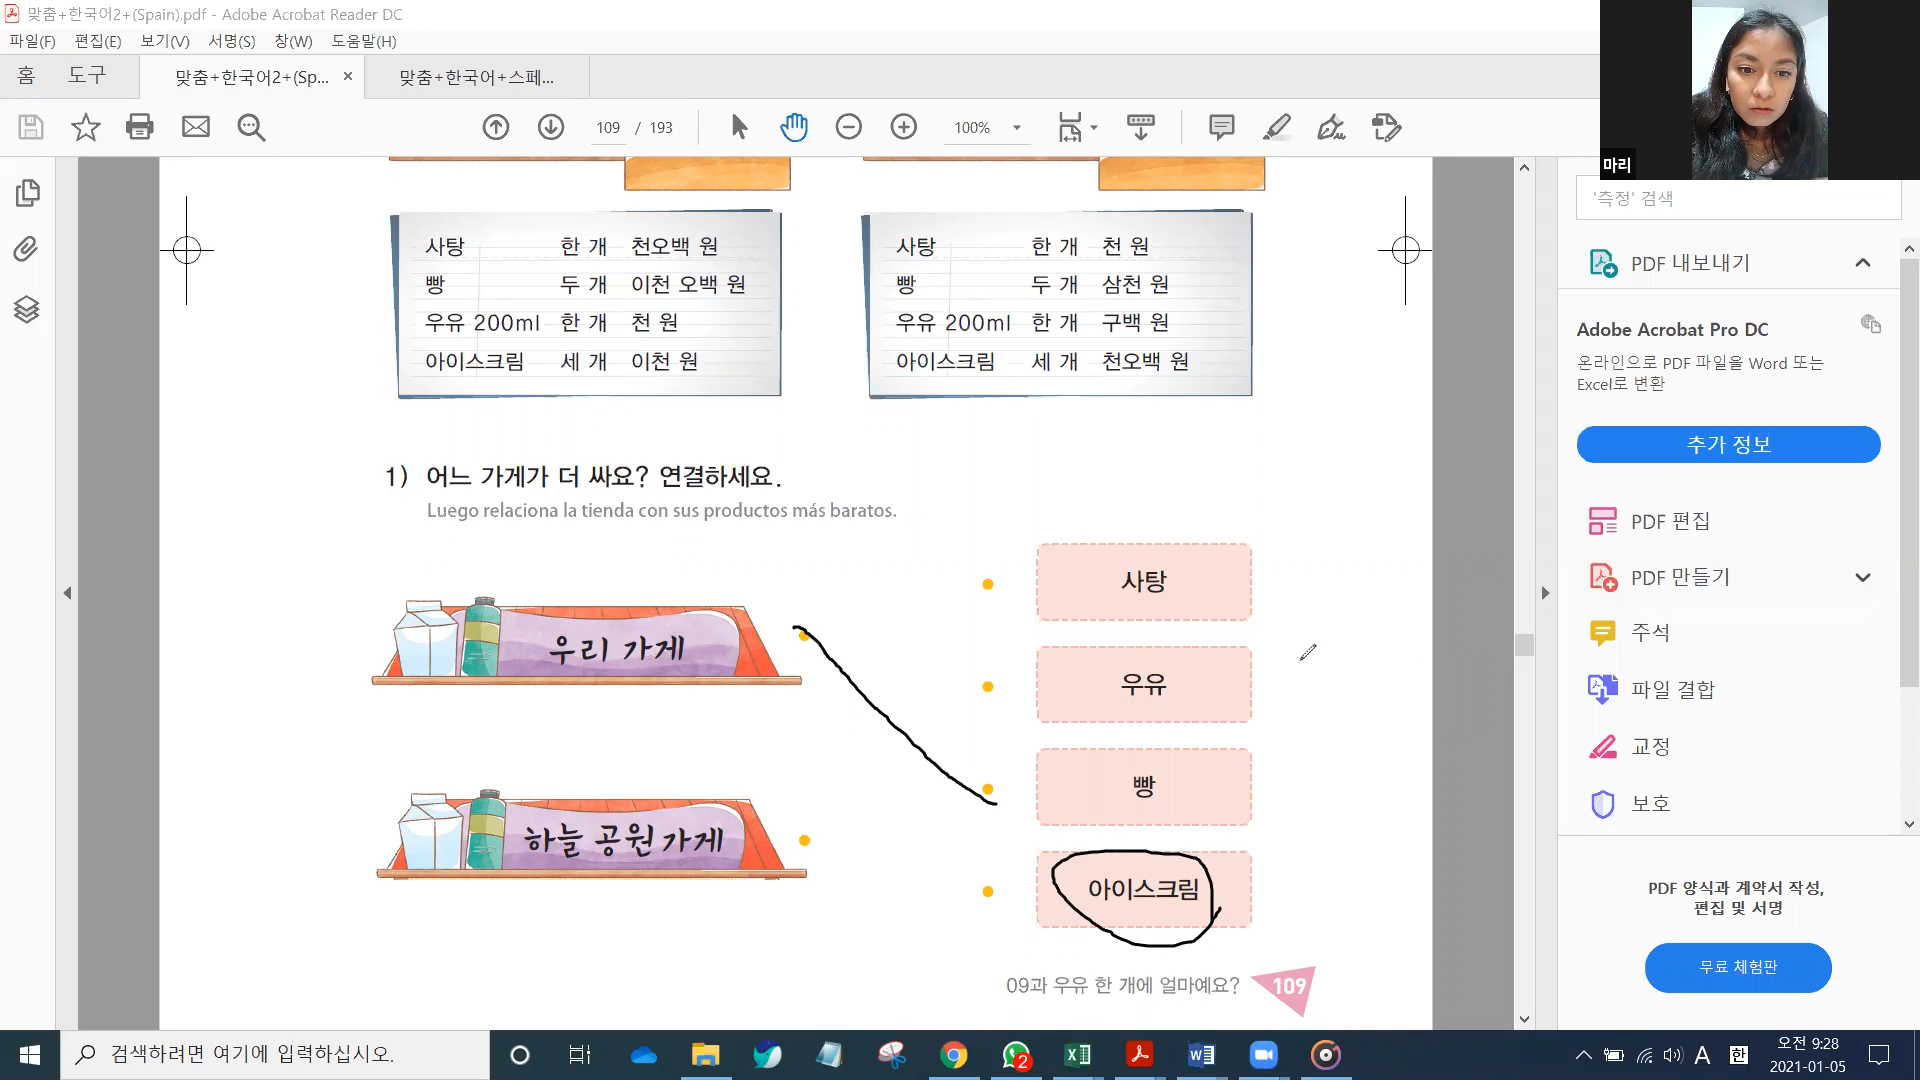 맞춤+한국어2+(Spain).pdf - Adobe Acrobat Reader DC
파일(F) 편집(E) 보기(V) 서명(S) 창(W) 도움말(H)
홈 도구 맞춤+한국어2+(Sp... × 맞춤+한국어+스페...
109 / 193 100%
마리
'측정' 검색
사탕 한 개 천오백 원
빵 두 개 이천 오백 원
우유 200ml 한 개 천 원
아이스크림 세 개 이천 원
사탕 한 개 천 원
빵 두 개 삼천 원
우유 200ml 한 개 구백 원
아이스크림 세 개 천오백 원
1) 어느 가게가 더 싸요? 연결하세요.
Luego relaciona la tienda con sus productos más baratos.
우리 가게
하늘 공원 가게
사탕
우유
빵
아이스크림
09과 우유 한 개에 얼마예요? 109
PDF 내보내기
Adobe Acrobat Pro DC
온라인으로 PDF 파일을 Word 또는
Excel로 변환
추가 정보
PDF 편집
PDF 만들기
주석
파일 결합
교정
보호
PDF 양식과 계약서 작성,
편집 및 서명
무료 체험판
검색하려면 여기에 입력하십시오.
2
A 한 오전 9:28
2021-01-05